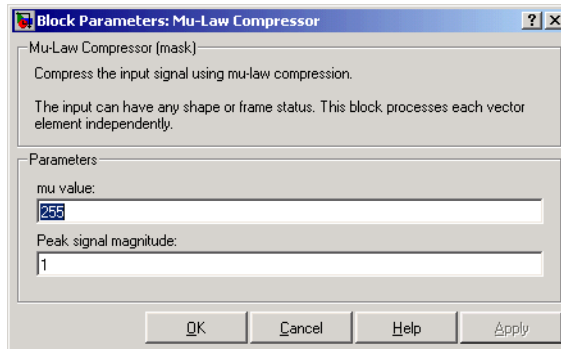 Block Parameters: Mu-Law Compressor
Mu-Law Compressor (mask)
Compress the input signal using mu-law compression.
The input can have any shape or frame status. This block processes each vector
element independently.
Parameters
mu value:
255
Peak signal magnitude:
1
OK Cancel Help Apply